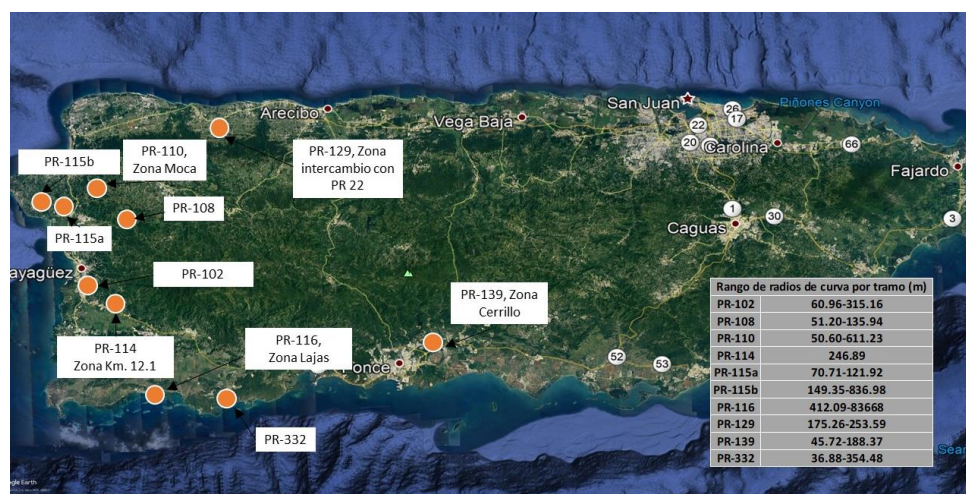 San Juan
Piñones Canyon
26
17
22
20
Carolina
66
Arecibo
Vega Baja
Fajardo
3
PR-115b
PR-110,
Zona Moca
PR-129, Zona
intercambio con
PR 22
PR-108
PR-115a
1
30
Caguas
ayagüez
PR-102
PR-139, Zona
Cerrillo
PR-114
Zona Km. 12.1
PR-116,
Zona Lajas
once
52
53
PR-332
Rango de radios de curva por tramo (m)
PR-102 60.96-315.16
PR-108 51.20-135.94
PR-110 50.60-611.23
PR-114 246.89
PR-115a 70.71-121.92
PR-115b 149.35-836.98
PR-116 412.09-83668
PR-129 175.26-253.59
PR-139 45.72-188.37
PR-332 36.88-354.48
Sean
gle Earth